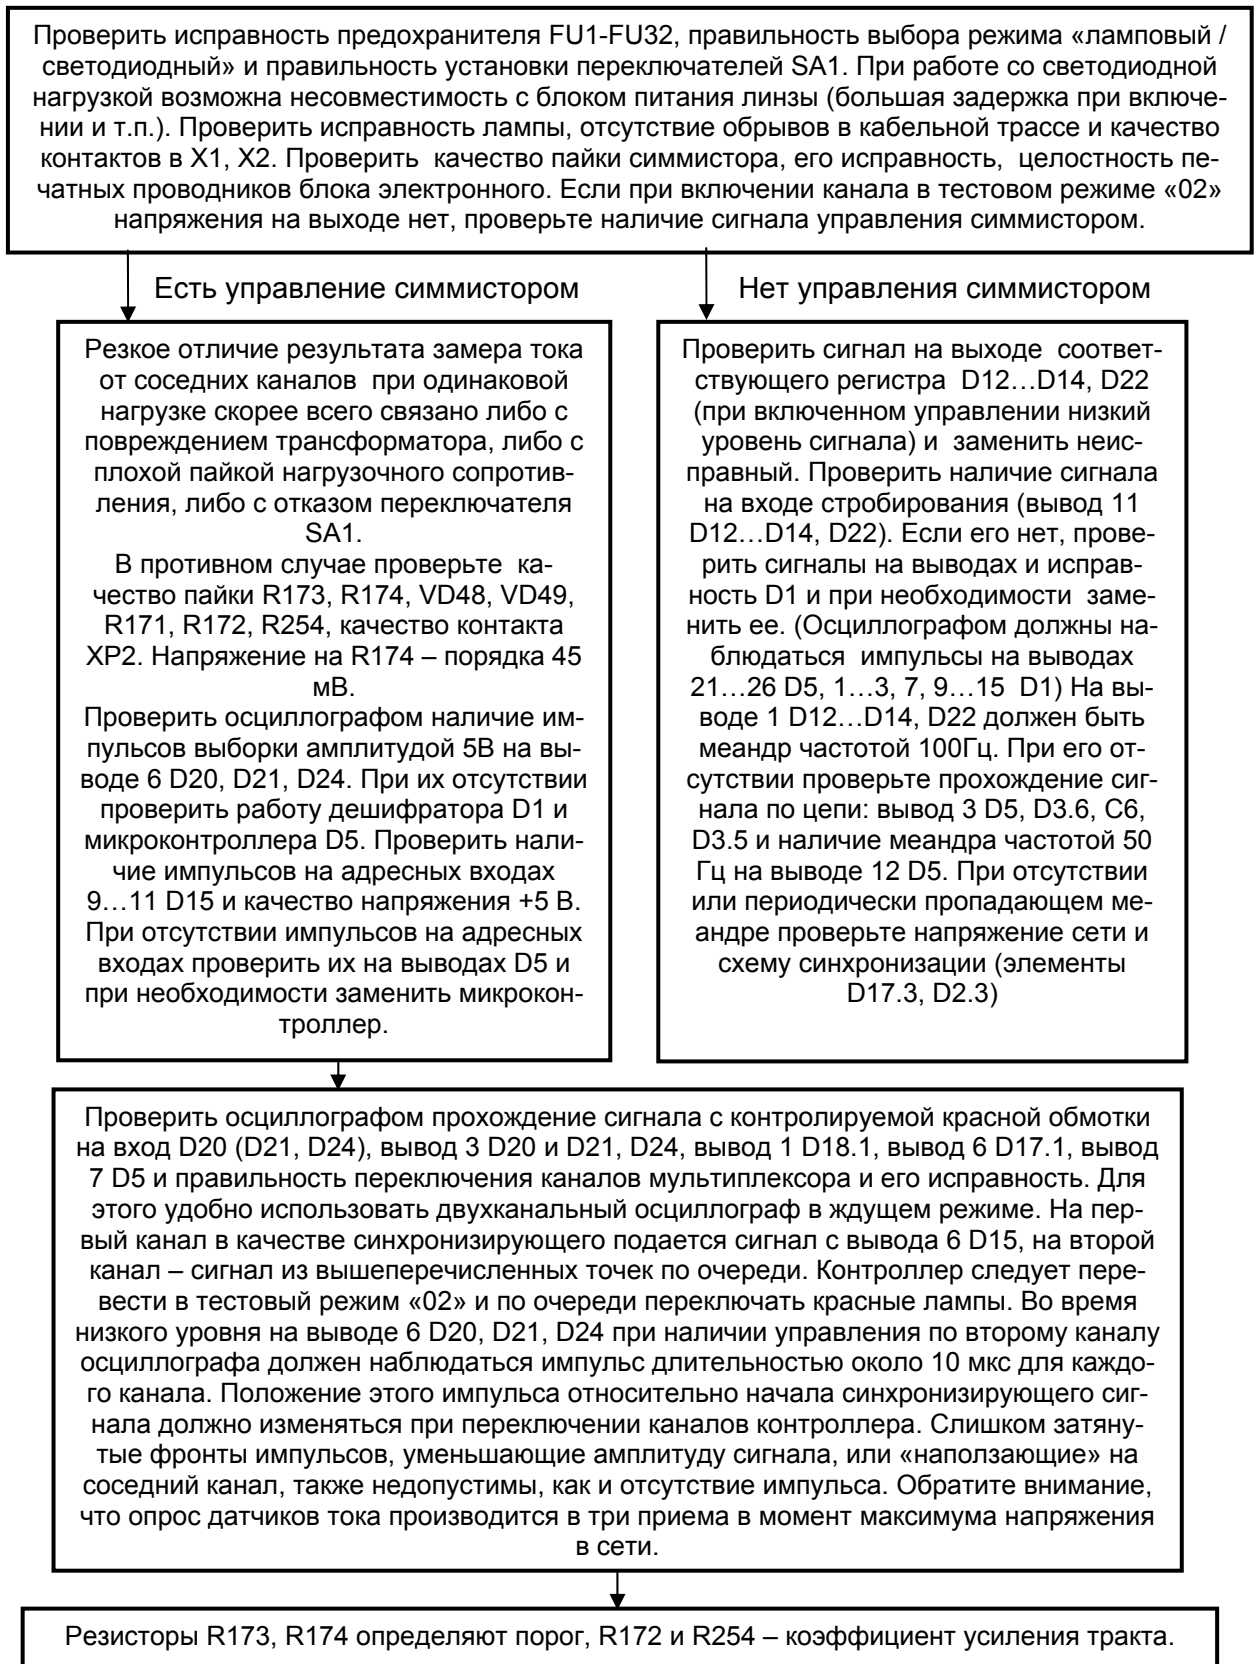 Проверить исправность предохранителя FU1-FU32, правильность выбора режима «ламповый /
светодиодный» и правильность установки переключателей SA1. При работе со светодиодной
нагрузкой возможна несовместимость с блоком питания линзы (большая задержка при включе-
нии и т.п.). Проверить исправность лампы, отсутствие обрывов в кабельной трассе и качество
контактов в X1, X2. Проверить качество пайки симмистора, его исправность, целостность пе-
чатных проводников блока электронного. Если при включении канала в тестовом режиме «02»
напряжения на выходе нет, проверьте наличие сигнала управления симмистором.
Есть управление симмистором
Резкое отличие результата замера тока
от соседних каналов при одинаковой
нагрузке скорее всего связано либо с
повреждением трансформатора, либо с
плохой пайкой нагрузочного сопротив-
ления, либо с отказом переключателя
SA1.
В противном случае проверьте ка-
чество пайки R173, R174, VD48, VD49,
R171, R172, R254, качество контакта
XP2. Напряжение на R174 – порядка 45
мВ.
Проверить осциллографом наличие им-
пульсов выборки амплитудой 5В на вы-
воде 6 D20, D21, D24. При их отсутствии
проверить работу дешифратора D1 и
микроконтроллера D5. Проверить нали-
чие импульсов на адресных входах
9…11 D15 и качество напряжения +5 В.
При отсутствии импульсов на адресных
входах проверить их на выводах D5 и
при необходимости заменить микрокон-
троллер.
Нет управления симмистором
Проверить сигнал на выходе соответ-
ствующего регистра D12…D14, D22
(при включенном управлении низкий
уровень сигнала) и заменить неис-
правный. Проверить наличие сигнала
на входе стробирования (вывод 11
D12…D14, D22). Если его нет, прове-
рить сигналы на выводах и исправ-
ность D1 и при необходимости заме-
нить ее. (Осциллографом должны на-
блюдаться импульсы на выводах
21…26 D5, 1…3, 7, 9…15 D1) На вы-
воде 1 D12…D14, D22 должен быть
меандр частотой 100Гц. При его от-
сутствии проверьте прохождение сиг-
нала по цепи: вывод 3 D5, D3.6, C6,
D3.5 и наличие меандра частотой 50
Гц на выводе 12 D5. При отсутствии
или периодически пропадающем ме-
андре проверьте напряжение сети и
схему синхронизации (элементы
D17.3, D2.3)
Проверить осциллографом прохождение сигнала с контролируемой красной обмотки
на вход D20 (D21, D24), вывод 3 D20 и D21, D24, вывод 1 D18.1, вывод 6 D17.1, вывод
7 D5 и правильность переключения каналов мультиплексора и его исправность. Для
этого удобно использовать двухканальный осциллограф в ждущем режиме. На пер-
вый канал в качестве синхронизирующего подается сигнал с вывода 6 D15, на второй
канал – сигнал из вышеперечисленных точек по очереди. Контроллер следует пере-
вести в тестовый режим «02» и по очереди переключать красные лампы. Во время
низкого уровня на выводе 6 D20, D21, D24 при наличии управления по второму каналу
осциллографа должен наблюдаться импульс длительностью около 10 мкс для каждо-
го канала. Положение этого импульса относительно начала синхронизирующего сиг-
нала должно изменяться при переключении каналов контроллера. Слишком затяну-
тые фронты импульсов, уменьшающие амплитуду сигнала, или «наползающие» на
соседний канал, также недопустимы, как и отсутствие импульса. Обратите внимание,
что опрос датчиков тока производится в три приема в момент максимума напряжения
в сети.
Резисторы R173, R174 определяют порог, R172 и R254 – коэффициент усиления тракта.